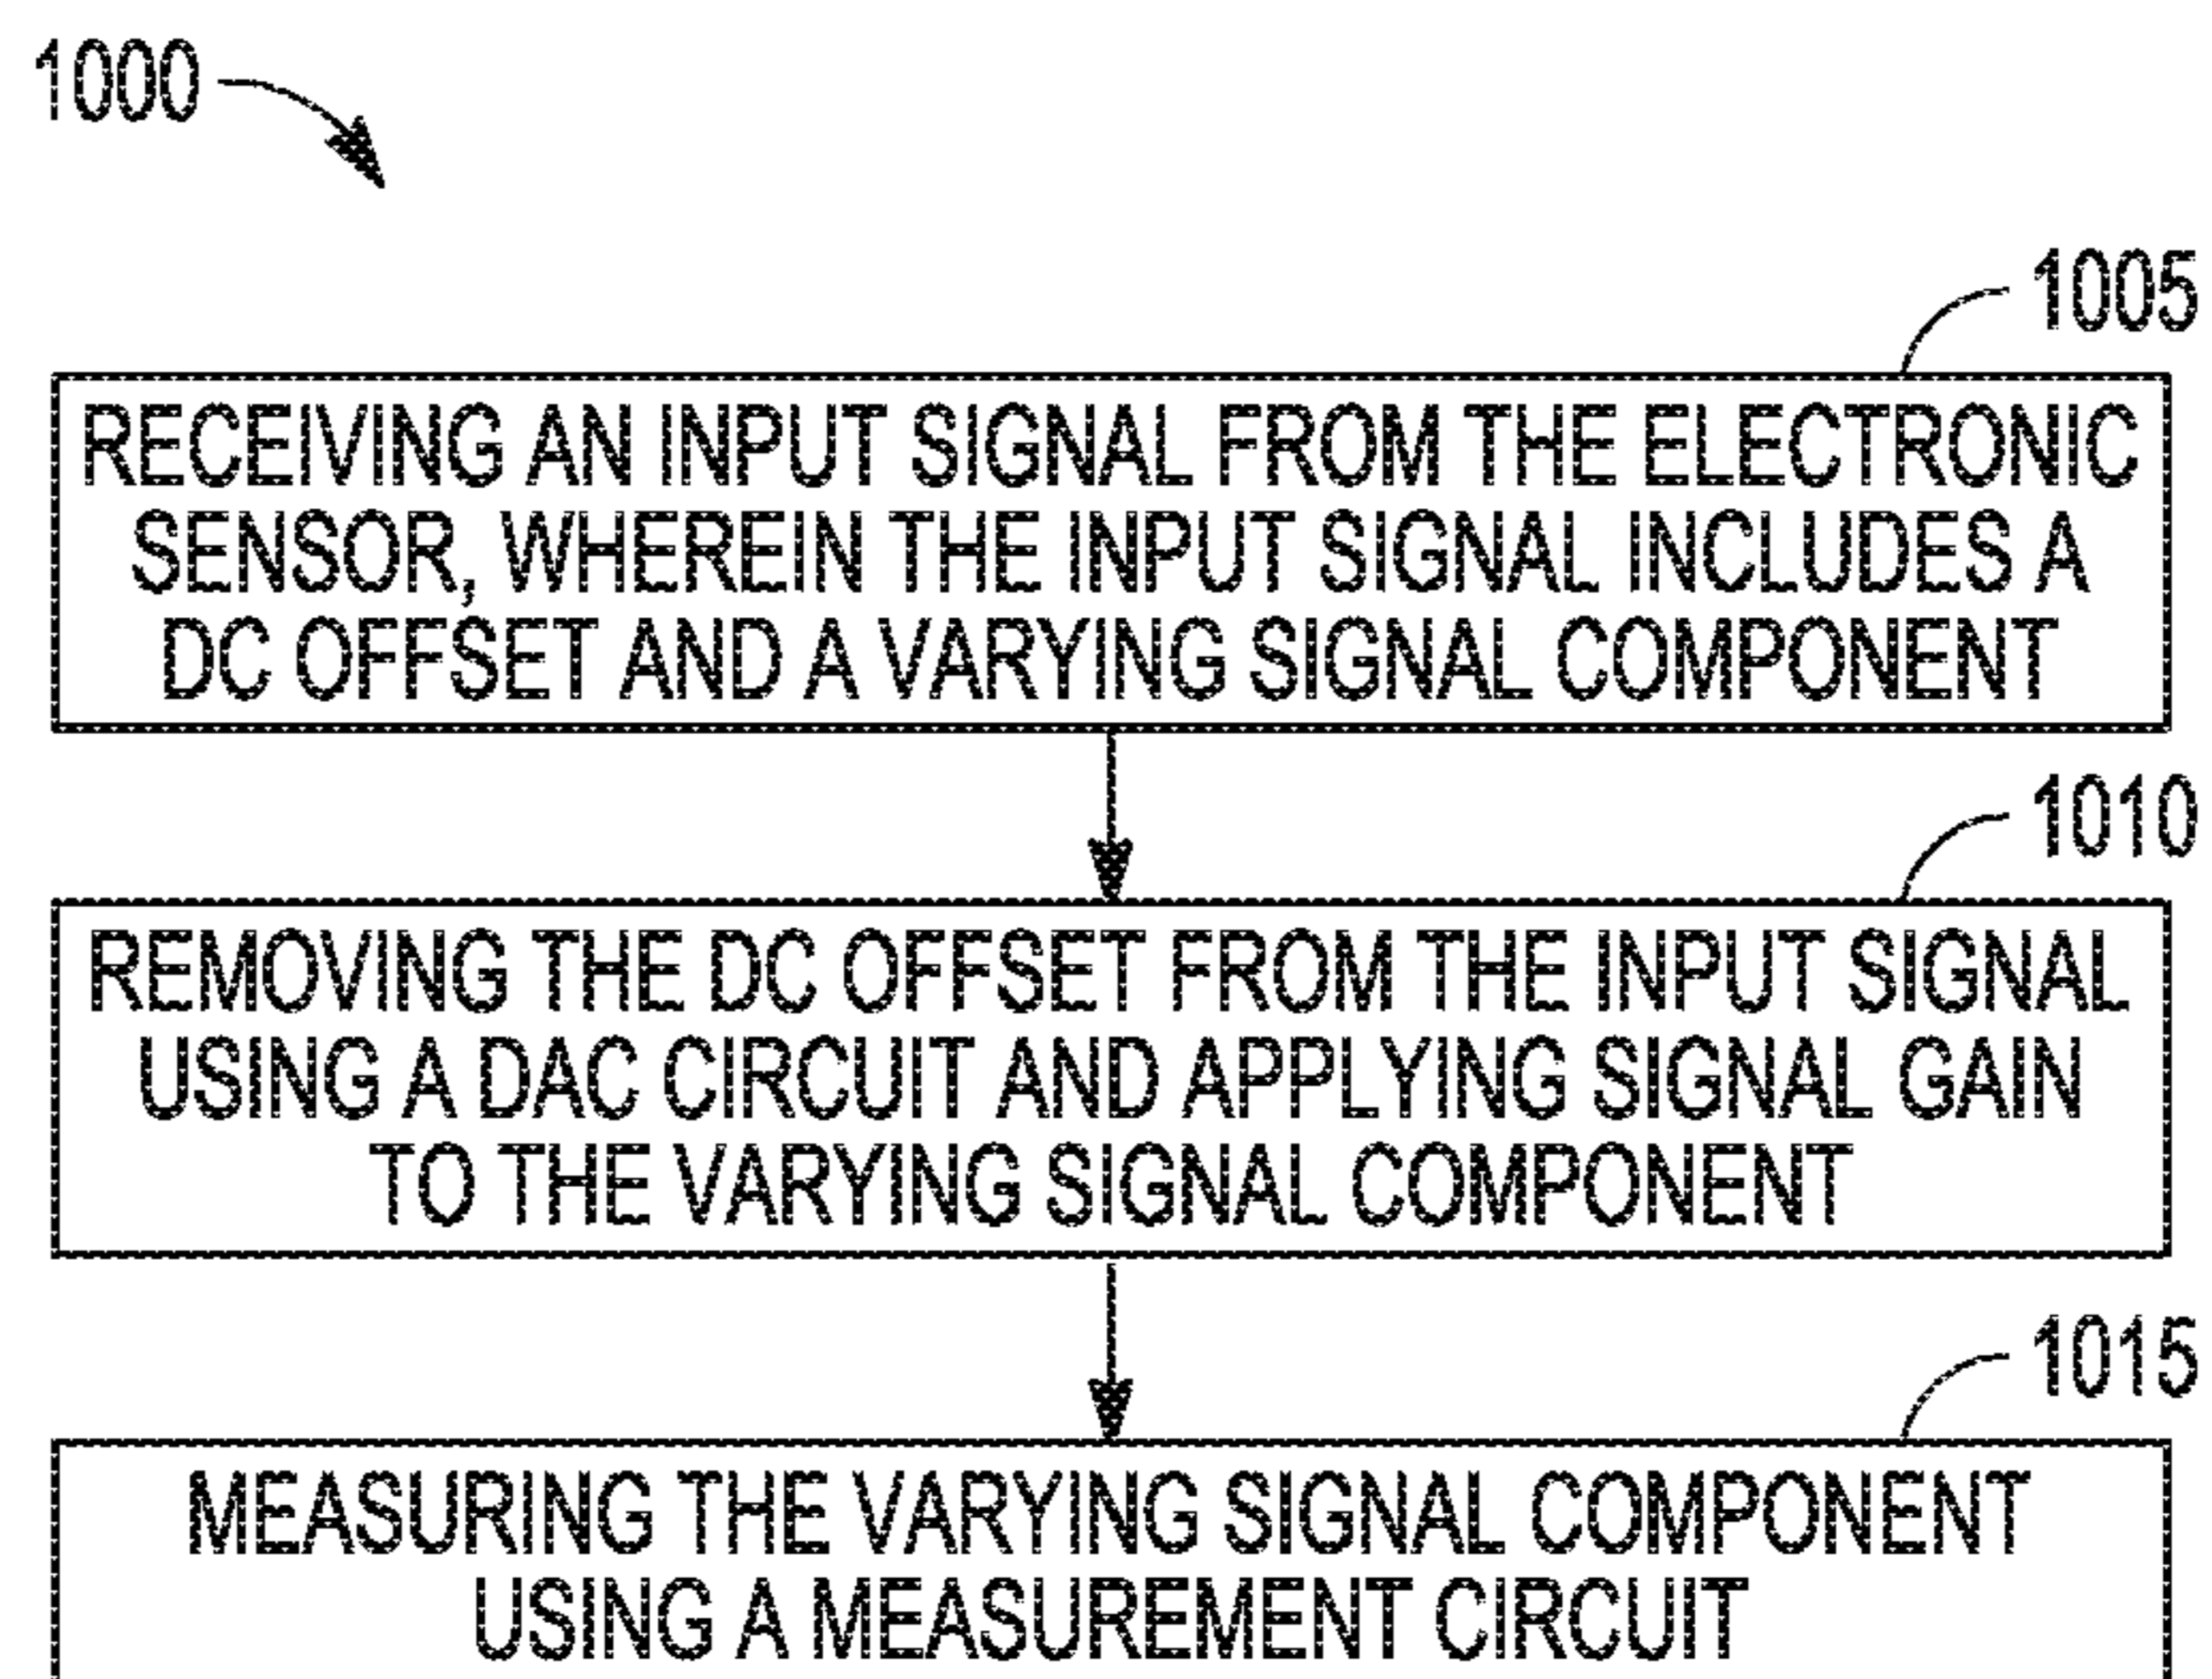 1000
1005
RECEIVING AN INPUT SIGNAL FROM THE ELECTRONIC
SENSOR, WHEREIN THE INPUT SIGNAL INCLUDES A
DC OFFSET AND A VARYING SIGNAL COMPONENT
1010
REMOVING THE DC OFFSET FROM THE INPUT SIGNAL
USING A DAC CIRCUIT AND APPLYING SIGNAL GAIN
TO THE VARYING SIGNAL COMPONENT
1015
MEASURING THE VARYING SIGNAL COMPONENT
USING A MEASUREMENT CIRCUIT